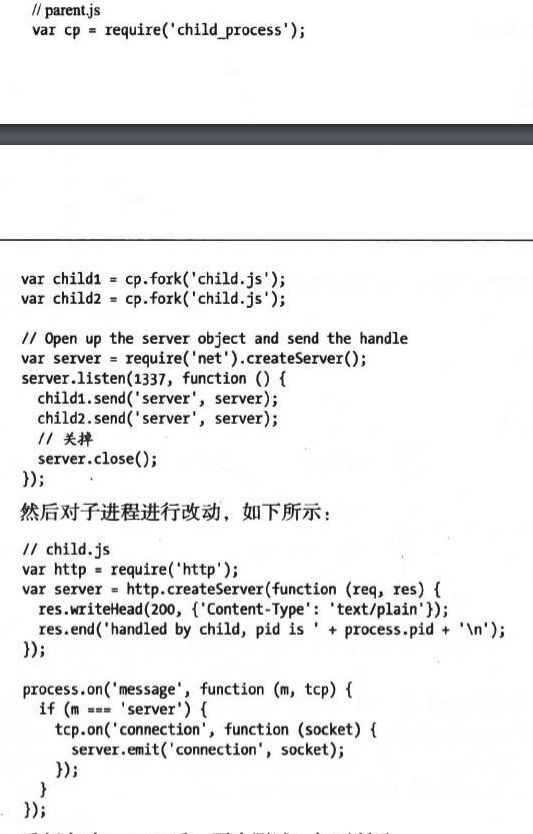 // parent.js
var cp = require('child_process');
var child1 = cp.fork('child.js');
var child2 = cp.fork('child.js');
// Open up the server object and send the handle
var server = require('net').createServer();
server.listen(1337, function () {
  child1.send('server', server);
  child2.send('server', server);
  // 关掉
  server.close();
});
然后对子进程进行改动，如下所示：
// child.js
var http = require('http');
var server = http.createServer(function (req, res) {
  res.writeHead(200, {'Content-Type': 'text/plain'});
  res.end('handled by child, pid is ' + process.pid + '\n');
});
process.on('message', function (m, tcp) {
  if (m === 'server') {
    tcp.on('connection', function (socket) {
      server.emit('connection', socket);
    });
  }
});